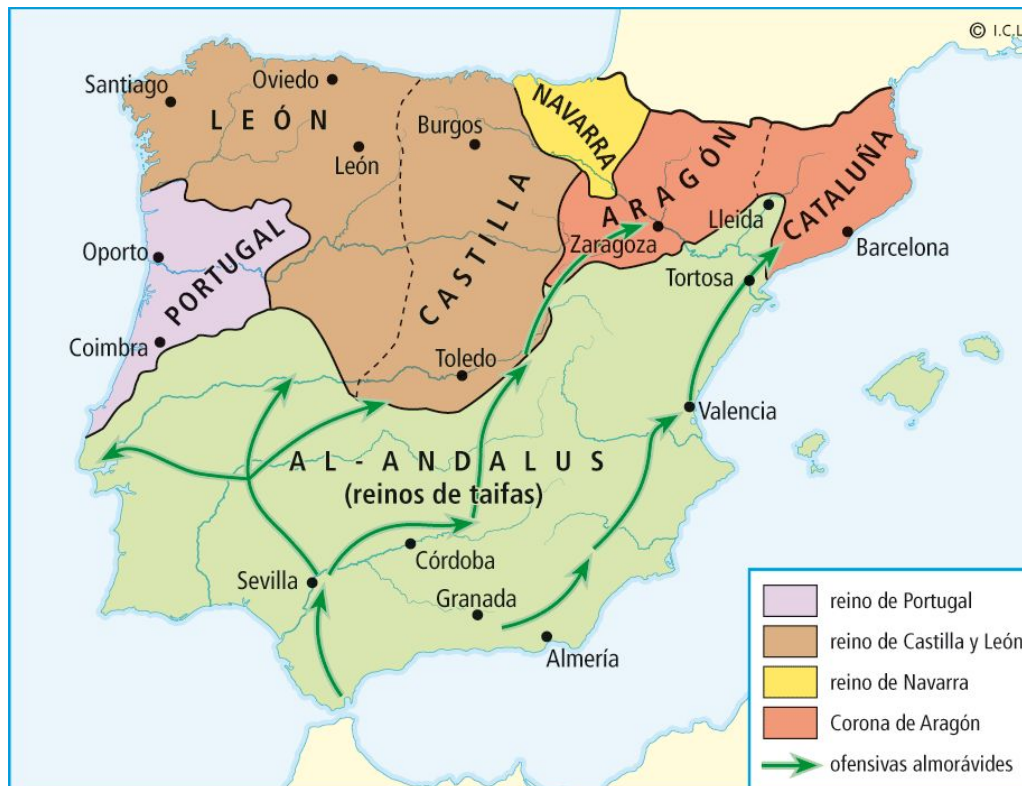 © I.C.L
Santiago
Oviedo
LEÓN
León
Burgos
NAVARRA
ARAGÓN
CATALUÑA
Lleida
Zaragoza
Barcelona
Tortosa
Oporto
PORTUGAL
CASTILLA
Coimbra
Toledo
Valencia
AL-ANDALUS
(reinos de taifas)
Córdoba
Sevilla
Granada
Almería
reino de Portugal
reino de Castilla y León
reino de Navarra
Corona de Aragón
ofensivas almorávides